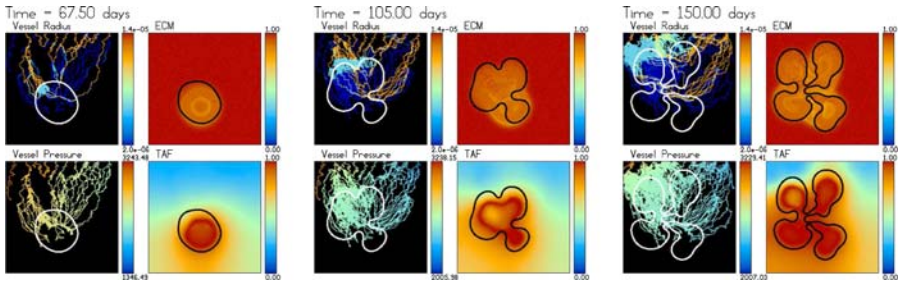 Time = 67.50 days
Vessel Radius
1.4e-05
ECM
1.00
2.0e-06
0.00
Vessel Pressure
3243.48
TAF
1.00
1346.49
0.00
Time = 105.00 days
Vessel Radius
1.4e-05
ECM
1.00
2.0e-06
0.00
Vessel Pressure
3238.15
TAF
1.00
2005.98
0.00
Time = 150.00 days
Vessel Radius
1.4e-05
ECM
1.00
2.0e-06
0.00
Vessel Pressure
3229.41
TAF
1.00
2007.03
0.00